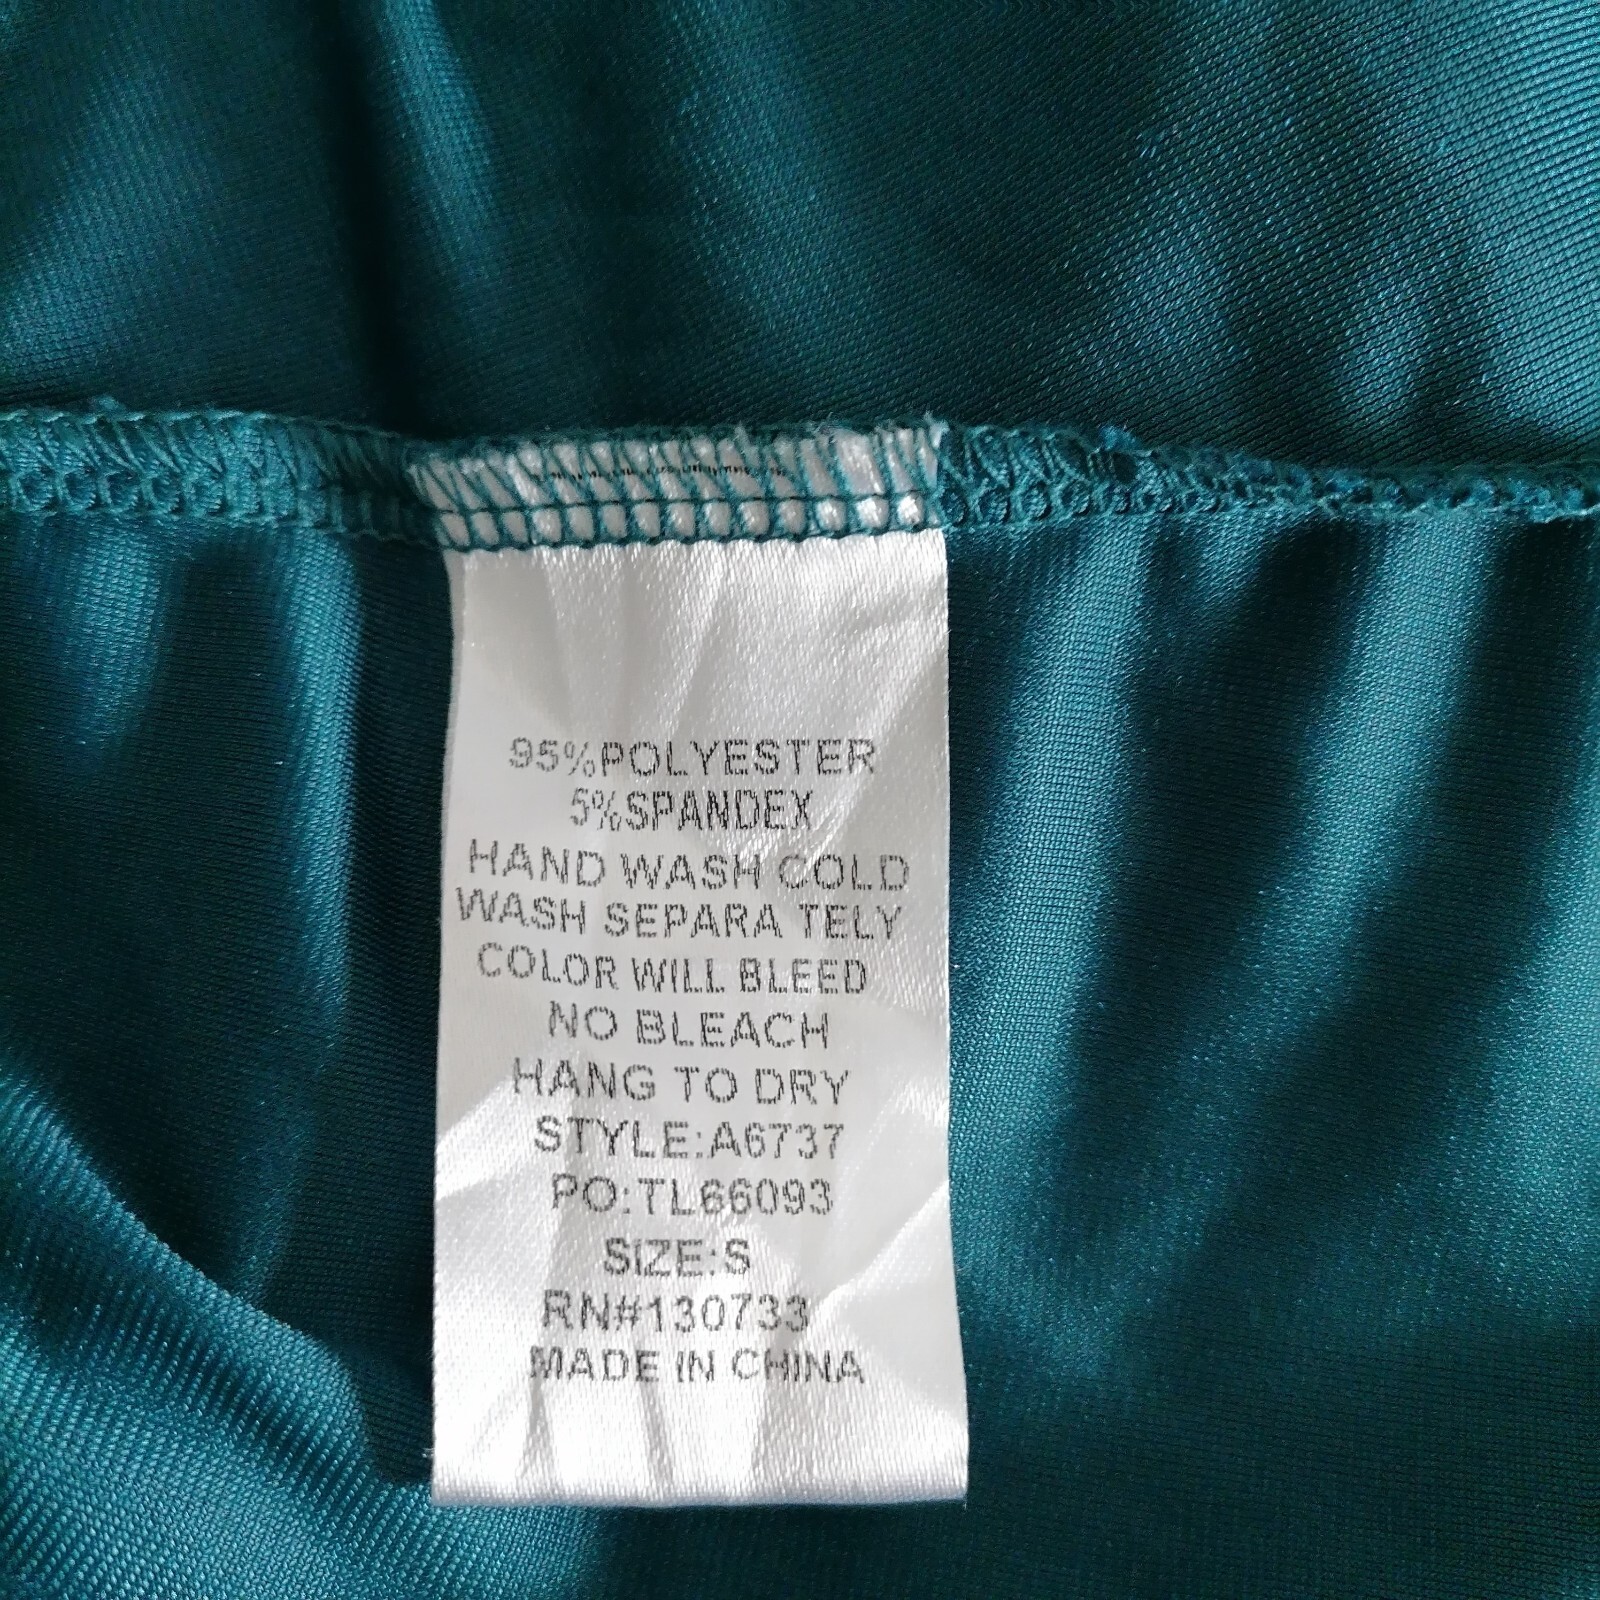 95%POLYESTER
5%SPANDEX
HAND WASH COLD
WASH SEPARA TELY
COLOR WILL BLEED
NO BLEACH
HANG TO DRY
STYLE:A6737
PO:TL66093
SIZE:S
RN#130733
MADE IN CHINA